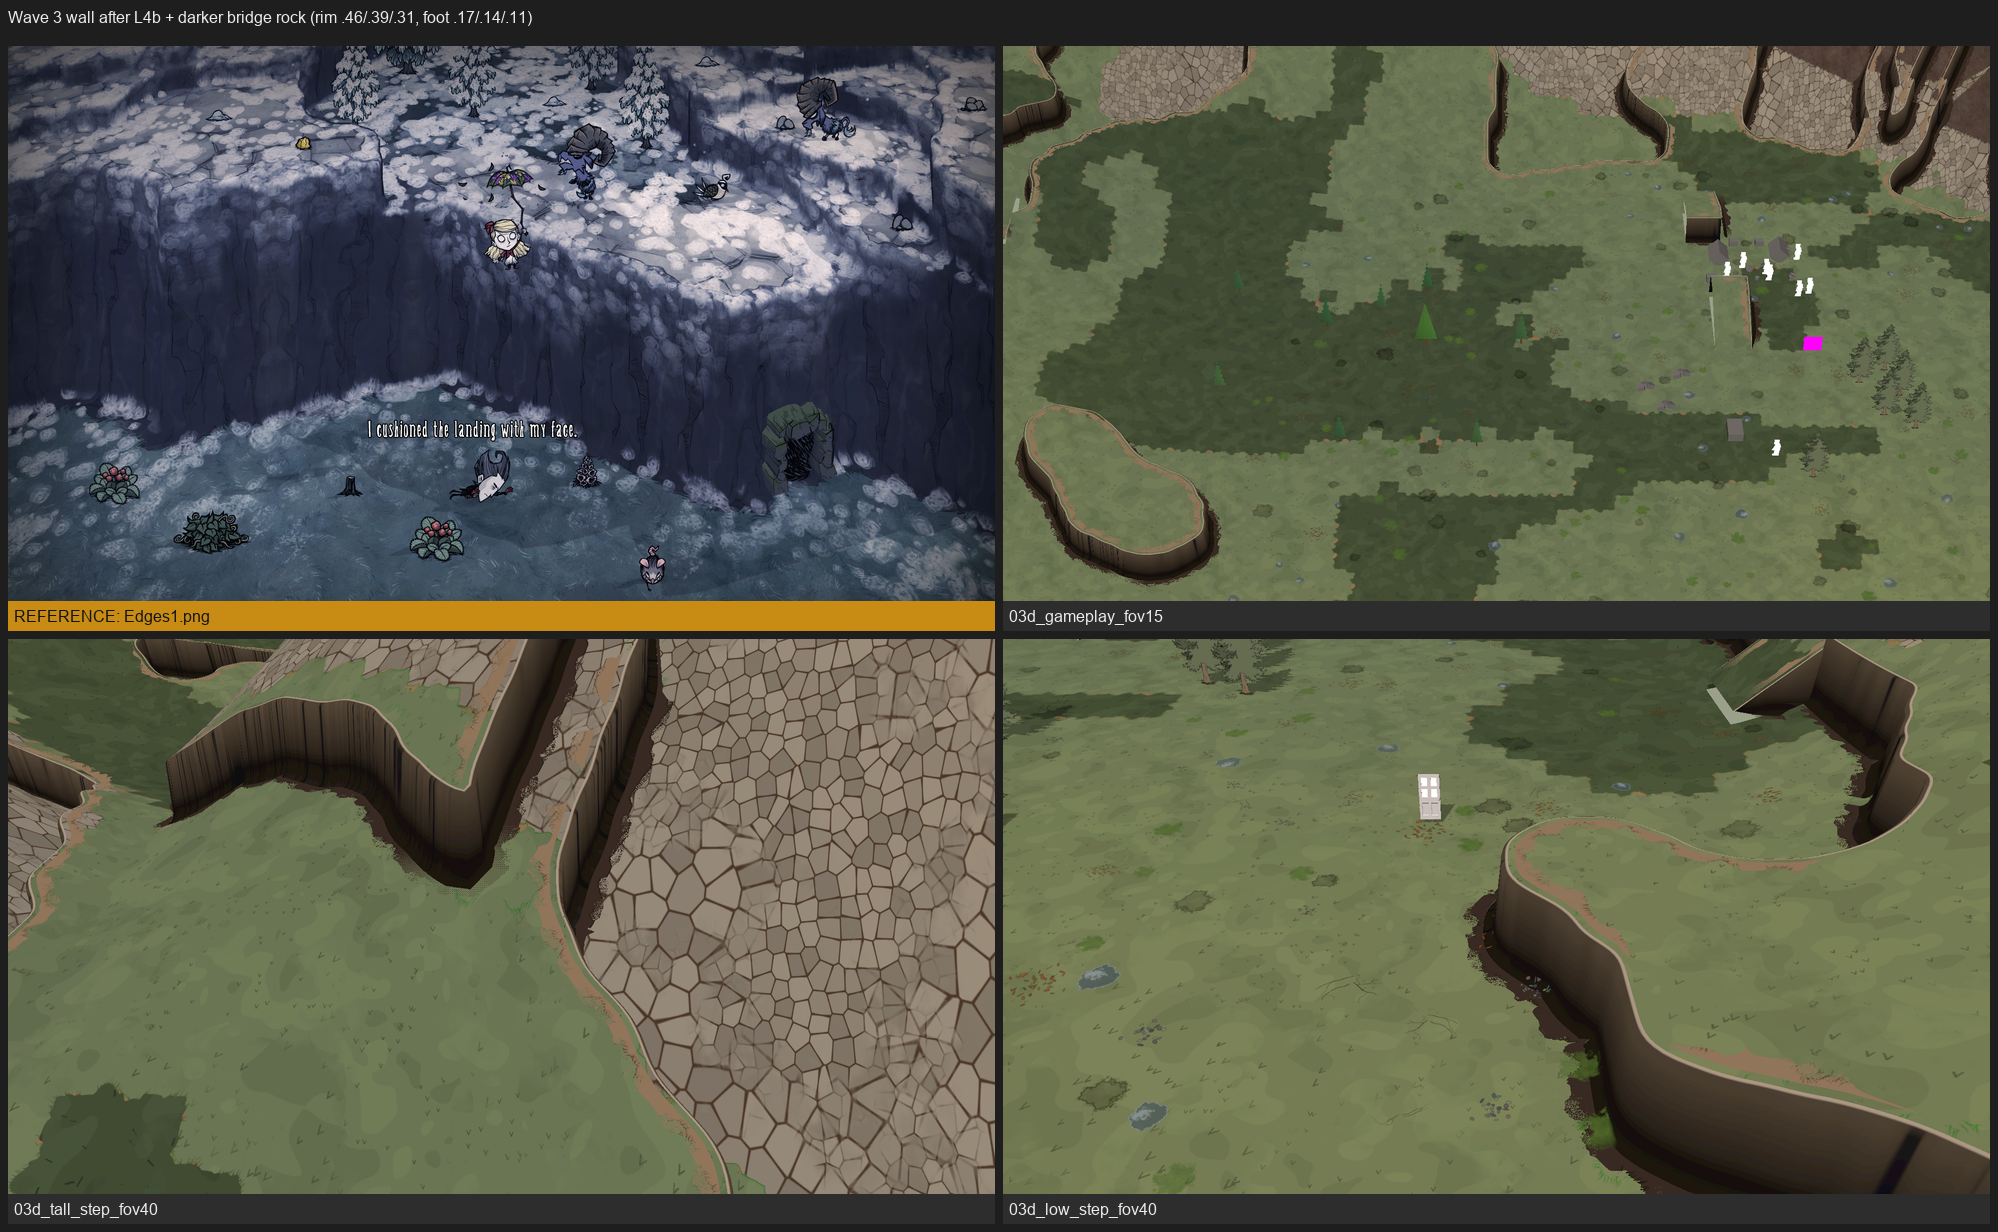 Wave 3 wall after L4b + darker bridge rock (rim .46/.39/.31, foot .17/.14/.11)
I cushioned the landing with my face.
REFERENCE: Edges1.png
03d_gameplay_fov15
03d_tall_step_fov40
03d_low_step_fov40